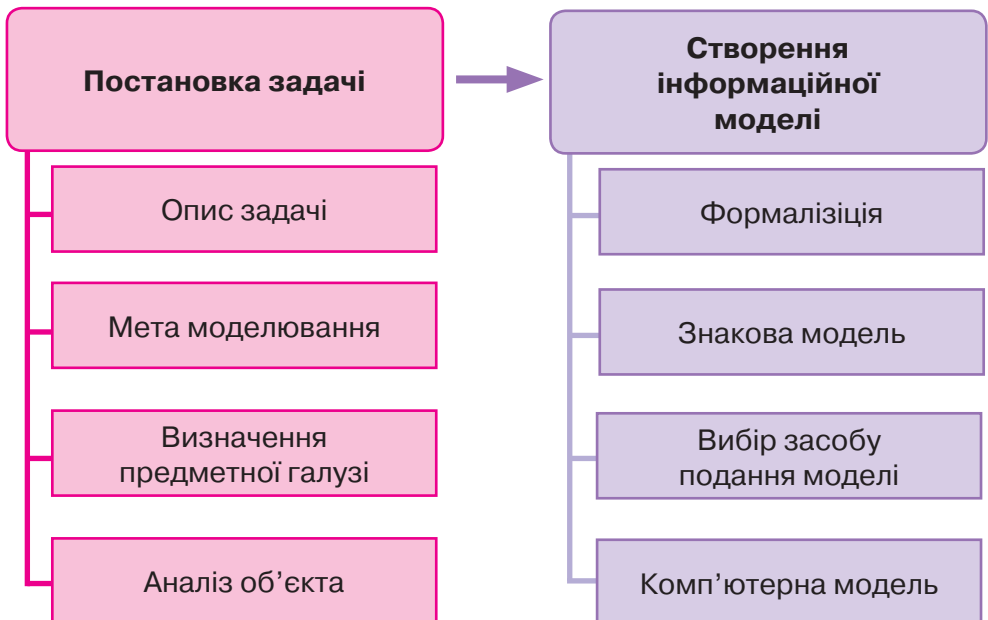 Постановка задачі
Опис задачі
Мета моделювання
Визначення
предметної галузі
Аналіз об’єкта
Створення
інформаційної
моделі
Формалізіція
Знакова модель
Вибір засобу
подання моделі
Комп’ютерна модель